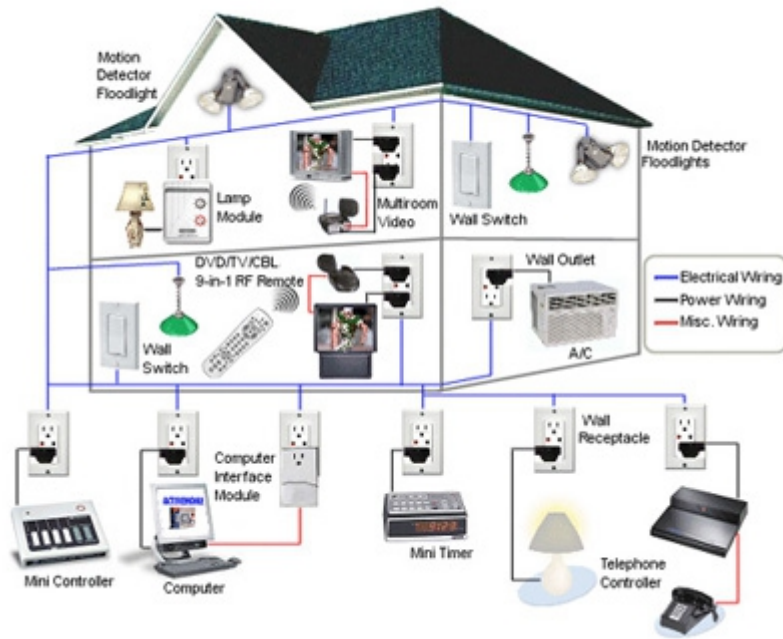 Motion
Detector
Floodlight
Motion Detector
Floodlights
Lamp
Module
Multiroom
Video
Wall Switch
DVD/TV/CBL
9-in-1 RF Remote
Wall Outlet
Electrical Wiring
Power Wiring
Misc. Wiring
Wall
Switch
A/C
Computer
Interface
Module
Wall
Receptacle
Mini Controller
Computer
Mini Timer
Telephone
Controller